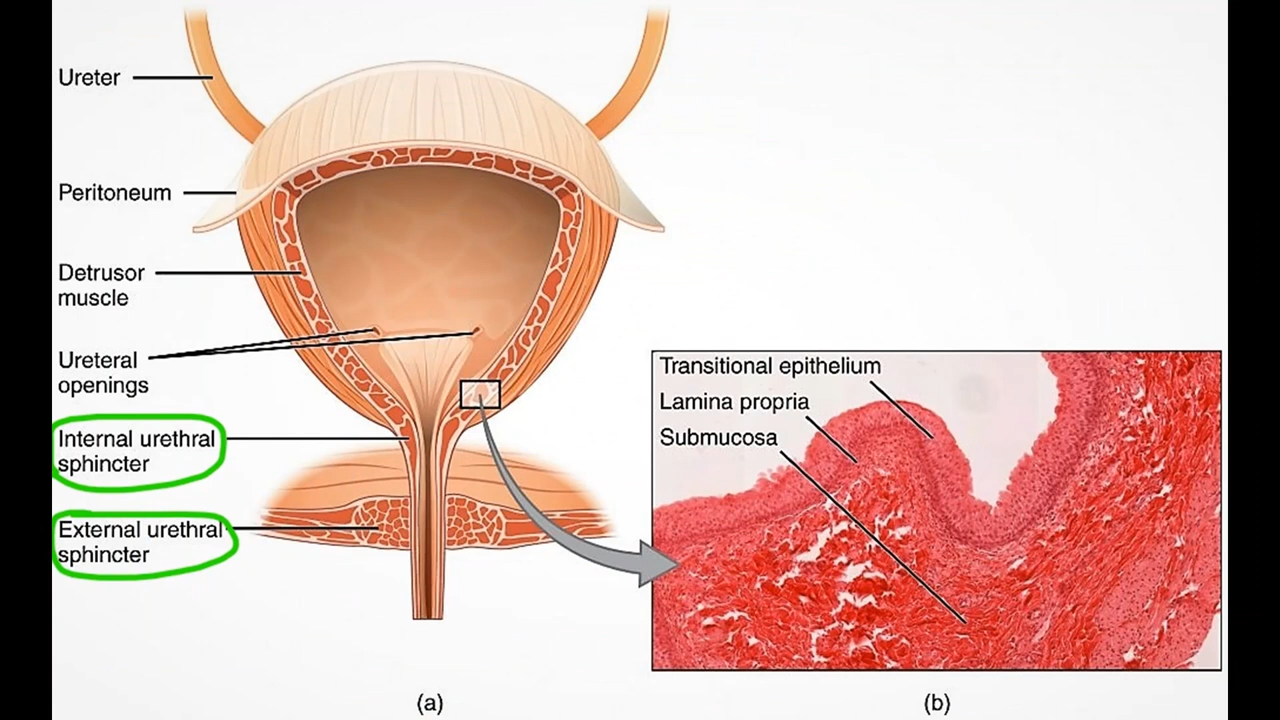 Ureter
Peritoneum
Detrusor
muscle
Ureteral
openings
Internal urethral
sphincter
External urethral
sphincter
Transitional epithelium
Lamina propria
Submucosa
(a)
(b)